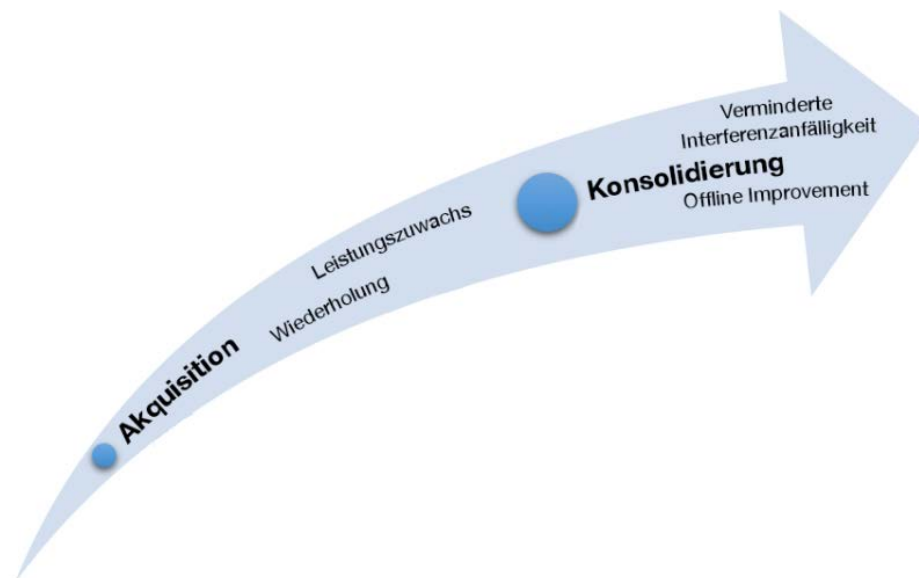 Akquisition
Leistungszuwachs
Wiederholung
Konsolidierung
Verminderte
Interferenzanfälligkeit
Offline Improvement